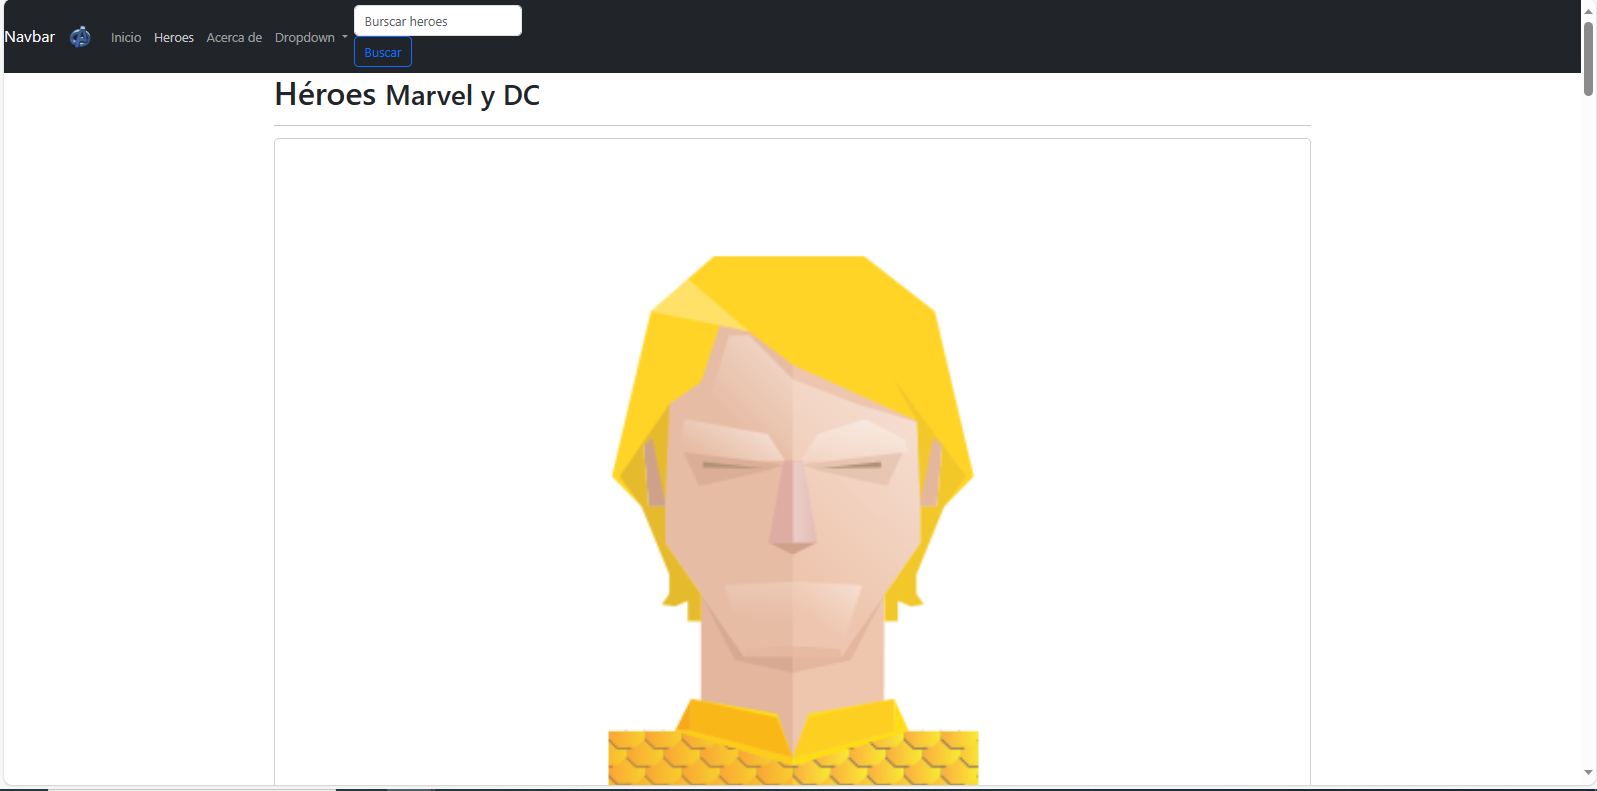 Navbar Inicio Heroes Acerca de Dropdown
Burscar heroes
Buscar
Héroes Marvel y DC